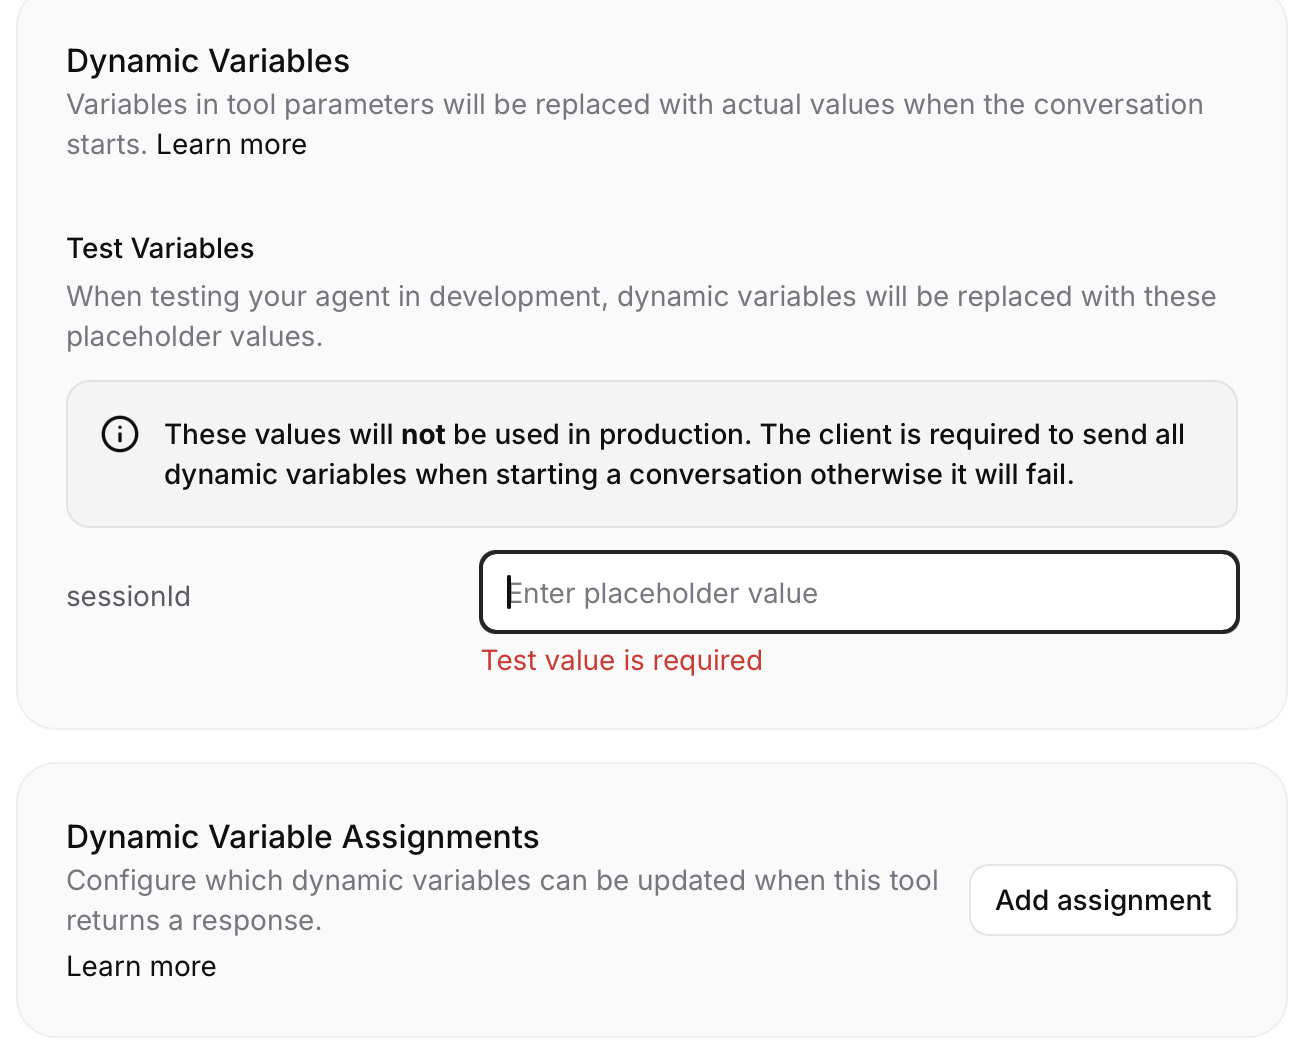 Dynamic Variables
Variables in tool parameters will be replaced with actual values when the conversation
starts. Learn more
Test Variables
When testing your agent in development, dynamic variables will be replaced with these
placeholder values.
These values will not be used in production. The client is required to send all
dynamic variables when starting a conversation otherwise it will fail.
sessionId
Enter placeholder value
Test value is required
Dynamic Variable Assignments
Configure which dynamic variables can be updated when this tool
returns a response.
Add assignment
Learn more